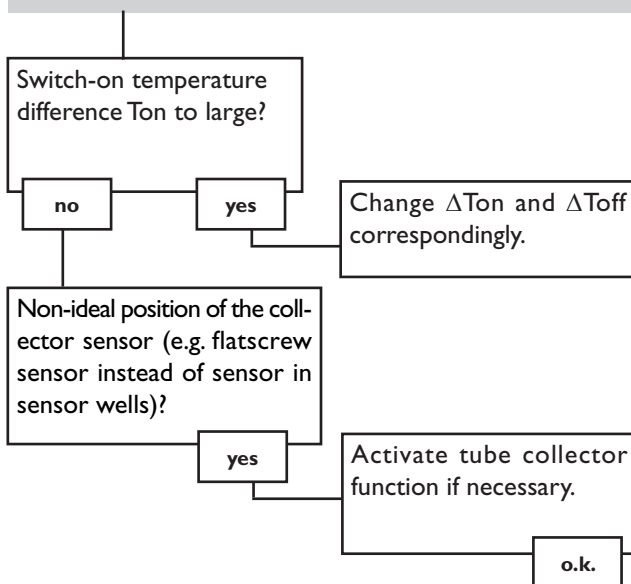 Switch-on temperature
difference Ton to large?
no
yes
Change ΔTon and ΔToff
correspondingly.
Non-ideal position of the coll-
ector sensor (e.g. flatscrew
sensor instead of sensor in
sensor wells)?
yes
Activate tube collector
function if necessary.
o.k.